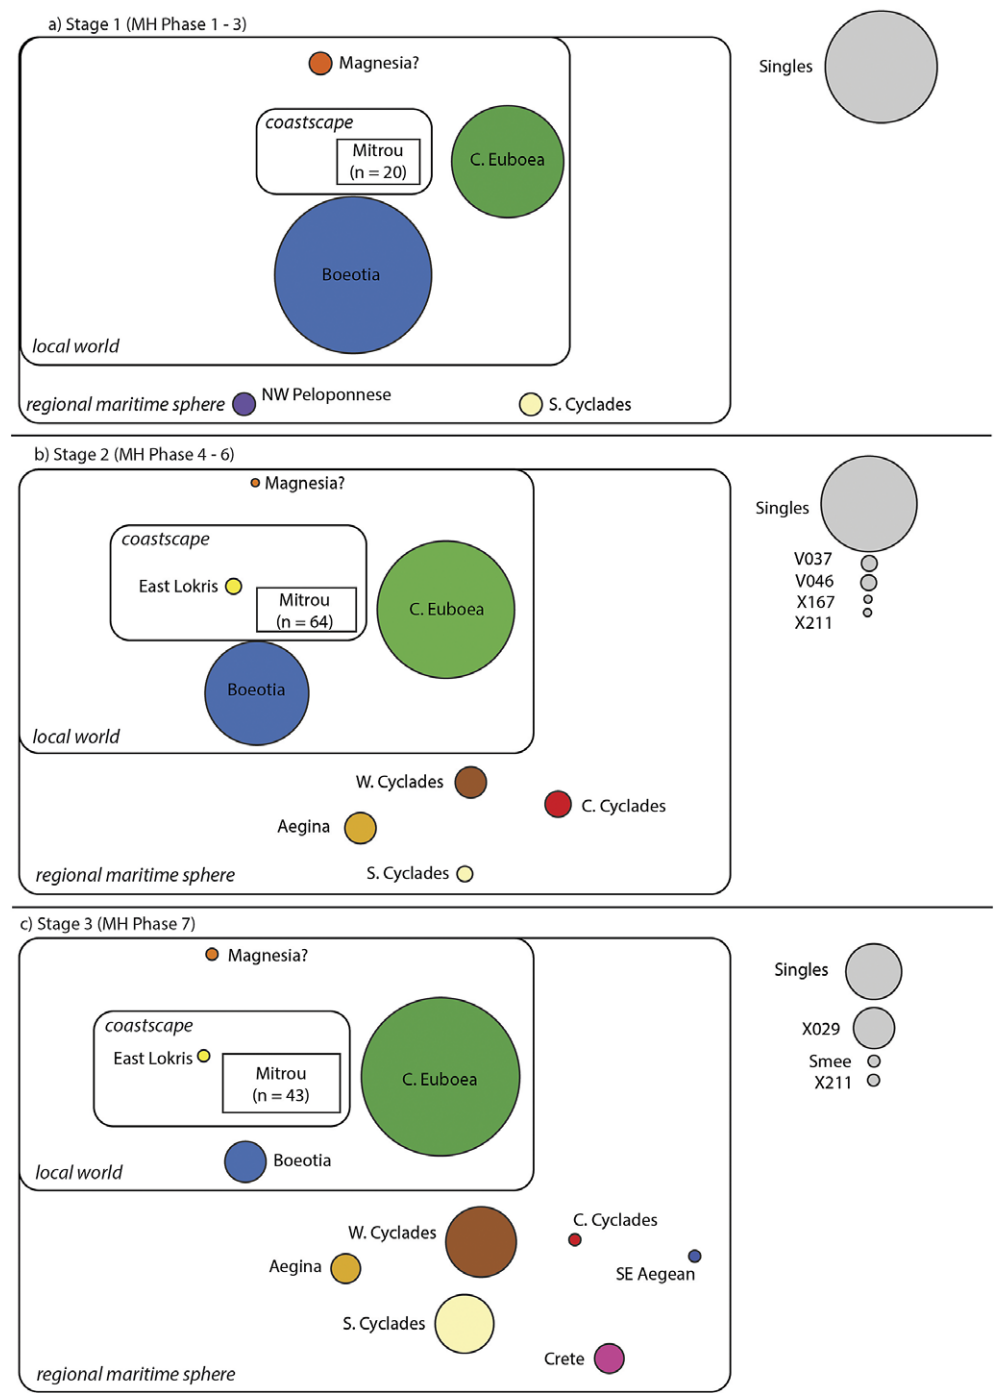 a) Stage 1 (MH Phase 1 - 3)
Magnesia?
Singles
coastscape
Mitrou
(n = 20)
C. Euboea
Boeotia
local world
regional maritime sphere
NW Peloponnese
S. Cyclades
b) Stage 2 (MH Phase 4 - 6)
Magnesia?
Singles
coastscape
East Lokris
Mitrou
(n = 64)
C. Euboea
V037
V046
X167
X211
Boeotia
local world
W. Cyclades
C. Cyclades
Aegina
S. Cyclades
regional maritime sphere
c) Stage 3 (MH Phase 7)
Magnesia?
Singles
coastscape
East Lokris
Mitrou
(n = 43)
C. Euboea
X029
Smee
X211
Boeotia
local world
W. Cyclades
C. Cyclades
Aegina
SE Aegean
S. Cyclades
Crete
regional maritime sphere